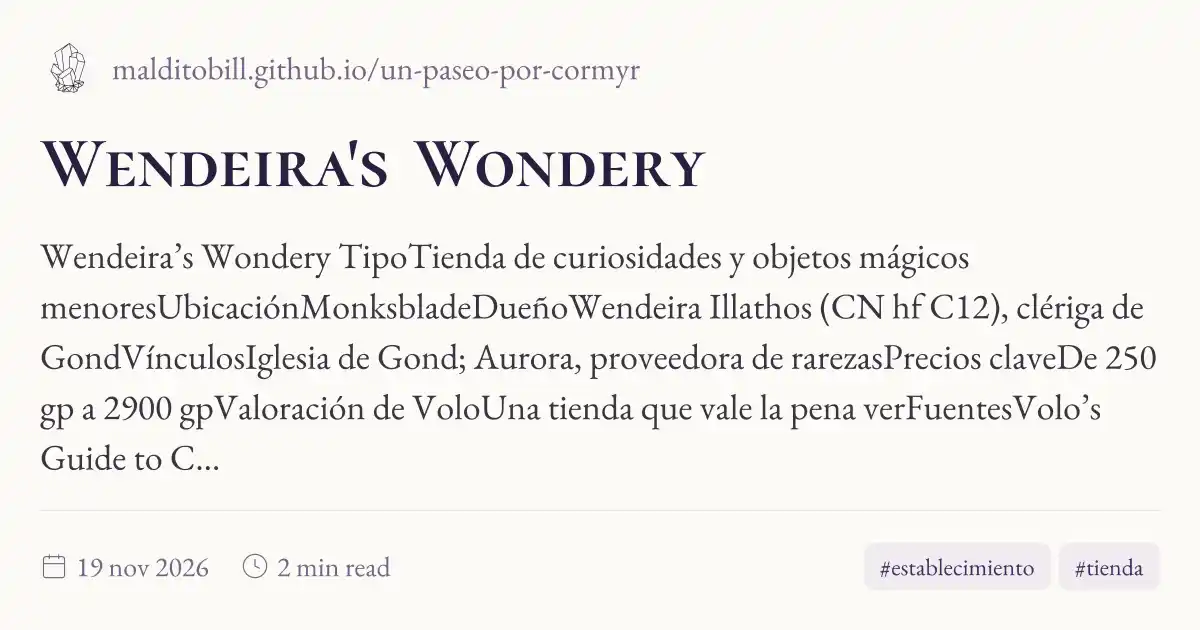 malditobill.github.io/un-paseo-por-cormyr
Wendeira's Wondery
Wendeira’s Wondery TipoTienda de curiosidades y objetos mágicos
menoresUbicaciónMonksbladeDueñoWendeira Illathos (CN hf C12), clériga de
GondVínculosIglesia de Gond; Aurora, proveedora de rarezasPrecios claveDe 250
gp a 2900 gpValoración de VoloUna tienda que vale la pena verFuentesVolo’s
Guide to C...
19 nov 2026 2 min read #establecimiento #tienda